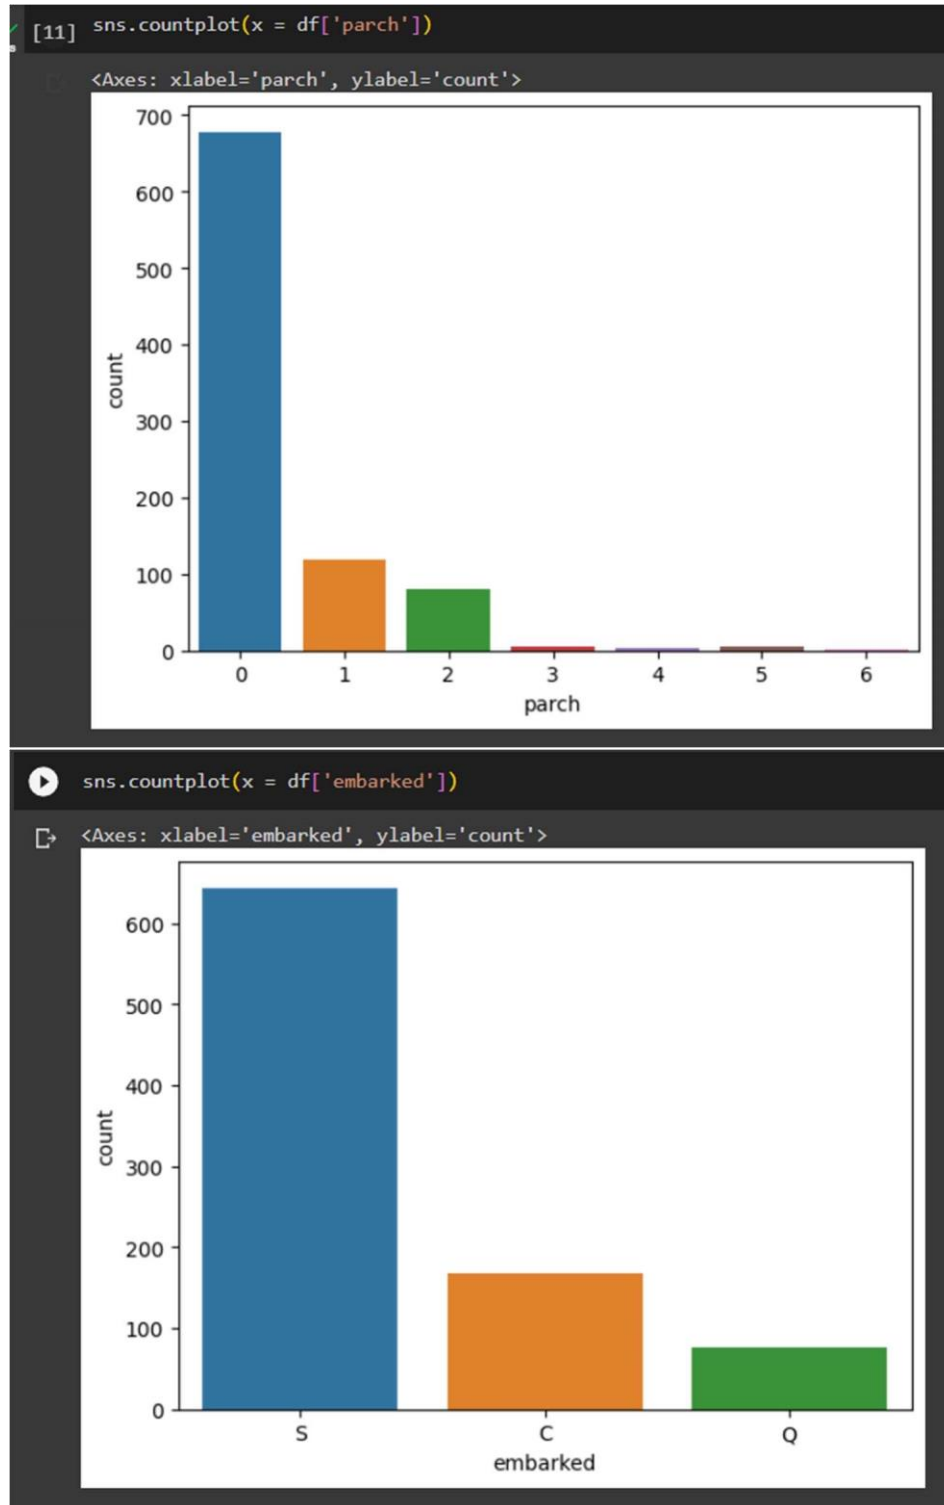 [11] sns.countplot(x = df['parch'])
<Axes: xlabel='parch', ylabel='count'>
700
600
500
400
300
200
100
0
count
0 1 2 3 4 5 6
parch
sns.countplot(x = df['embarked'])
<Axes: xlabel='embarked', ylabel='count'>
600
500
400
300
200
100
0
count
S C Q
embarked